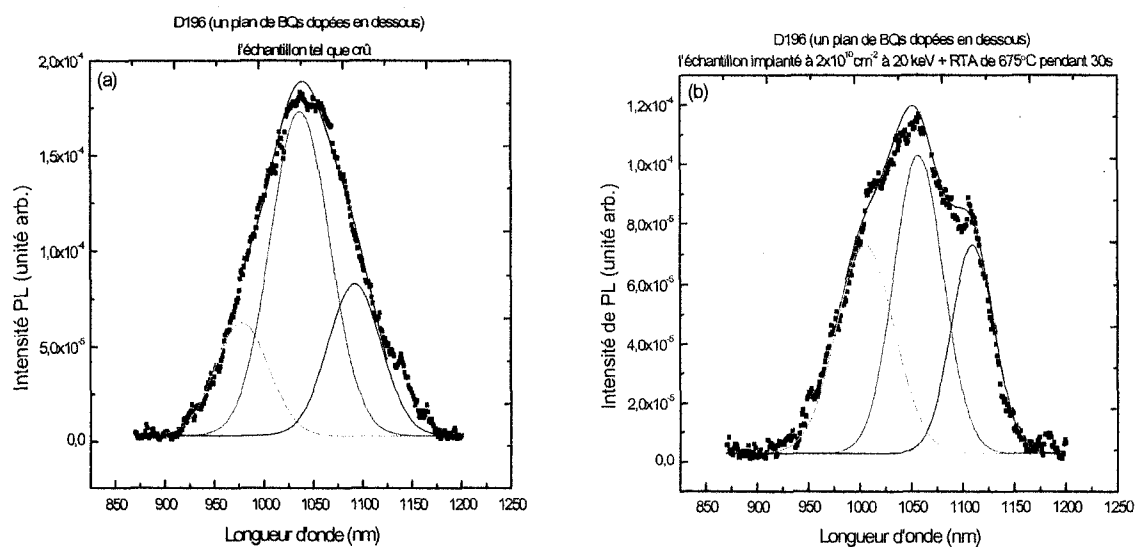 D196 (un plan de BQs dopées en dessous)
l'échantillon tel que crû
(a)
2,0x10⁻⁴
1,5x10⁻⁴
1,0x10⁻⁴
5,0x10⁻⁵
0,0
Intensité PL (unité arb.)
850 900 950 1000 1050 1100 1150 1200 1250
Longueur d'onde (nm)
D196 (un plan de BQs dopées en dessous)
l'échantillon implanté à 2x10¹⁰cm⁻² à 20 keV + RTA de 675°C pendant 30s
(b)
1,2x10⁻⁴
1,0x10⁻⁴
8,0x10⁻⁵
6,0x10⁻⁵
4,0x10⁻⁵
2,0x10⁻⁵
0,0
Intensité de PL (unité arb.)
850 900 950 1000 1050 1100 1150 1200 1250
Longueur d'onde (nm)